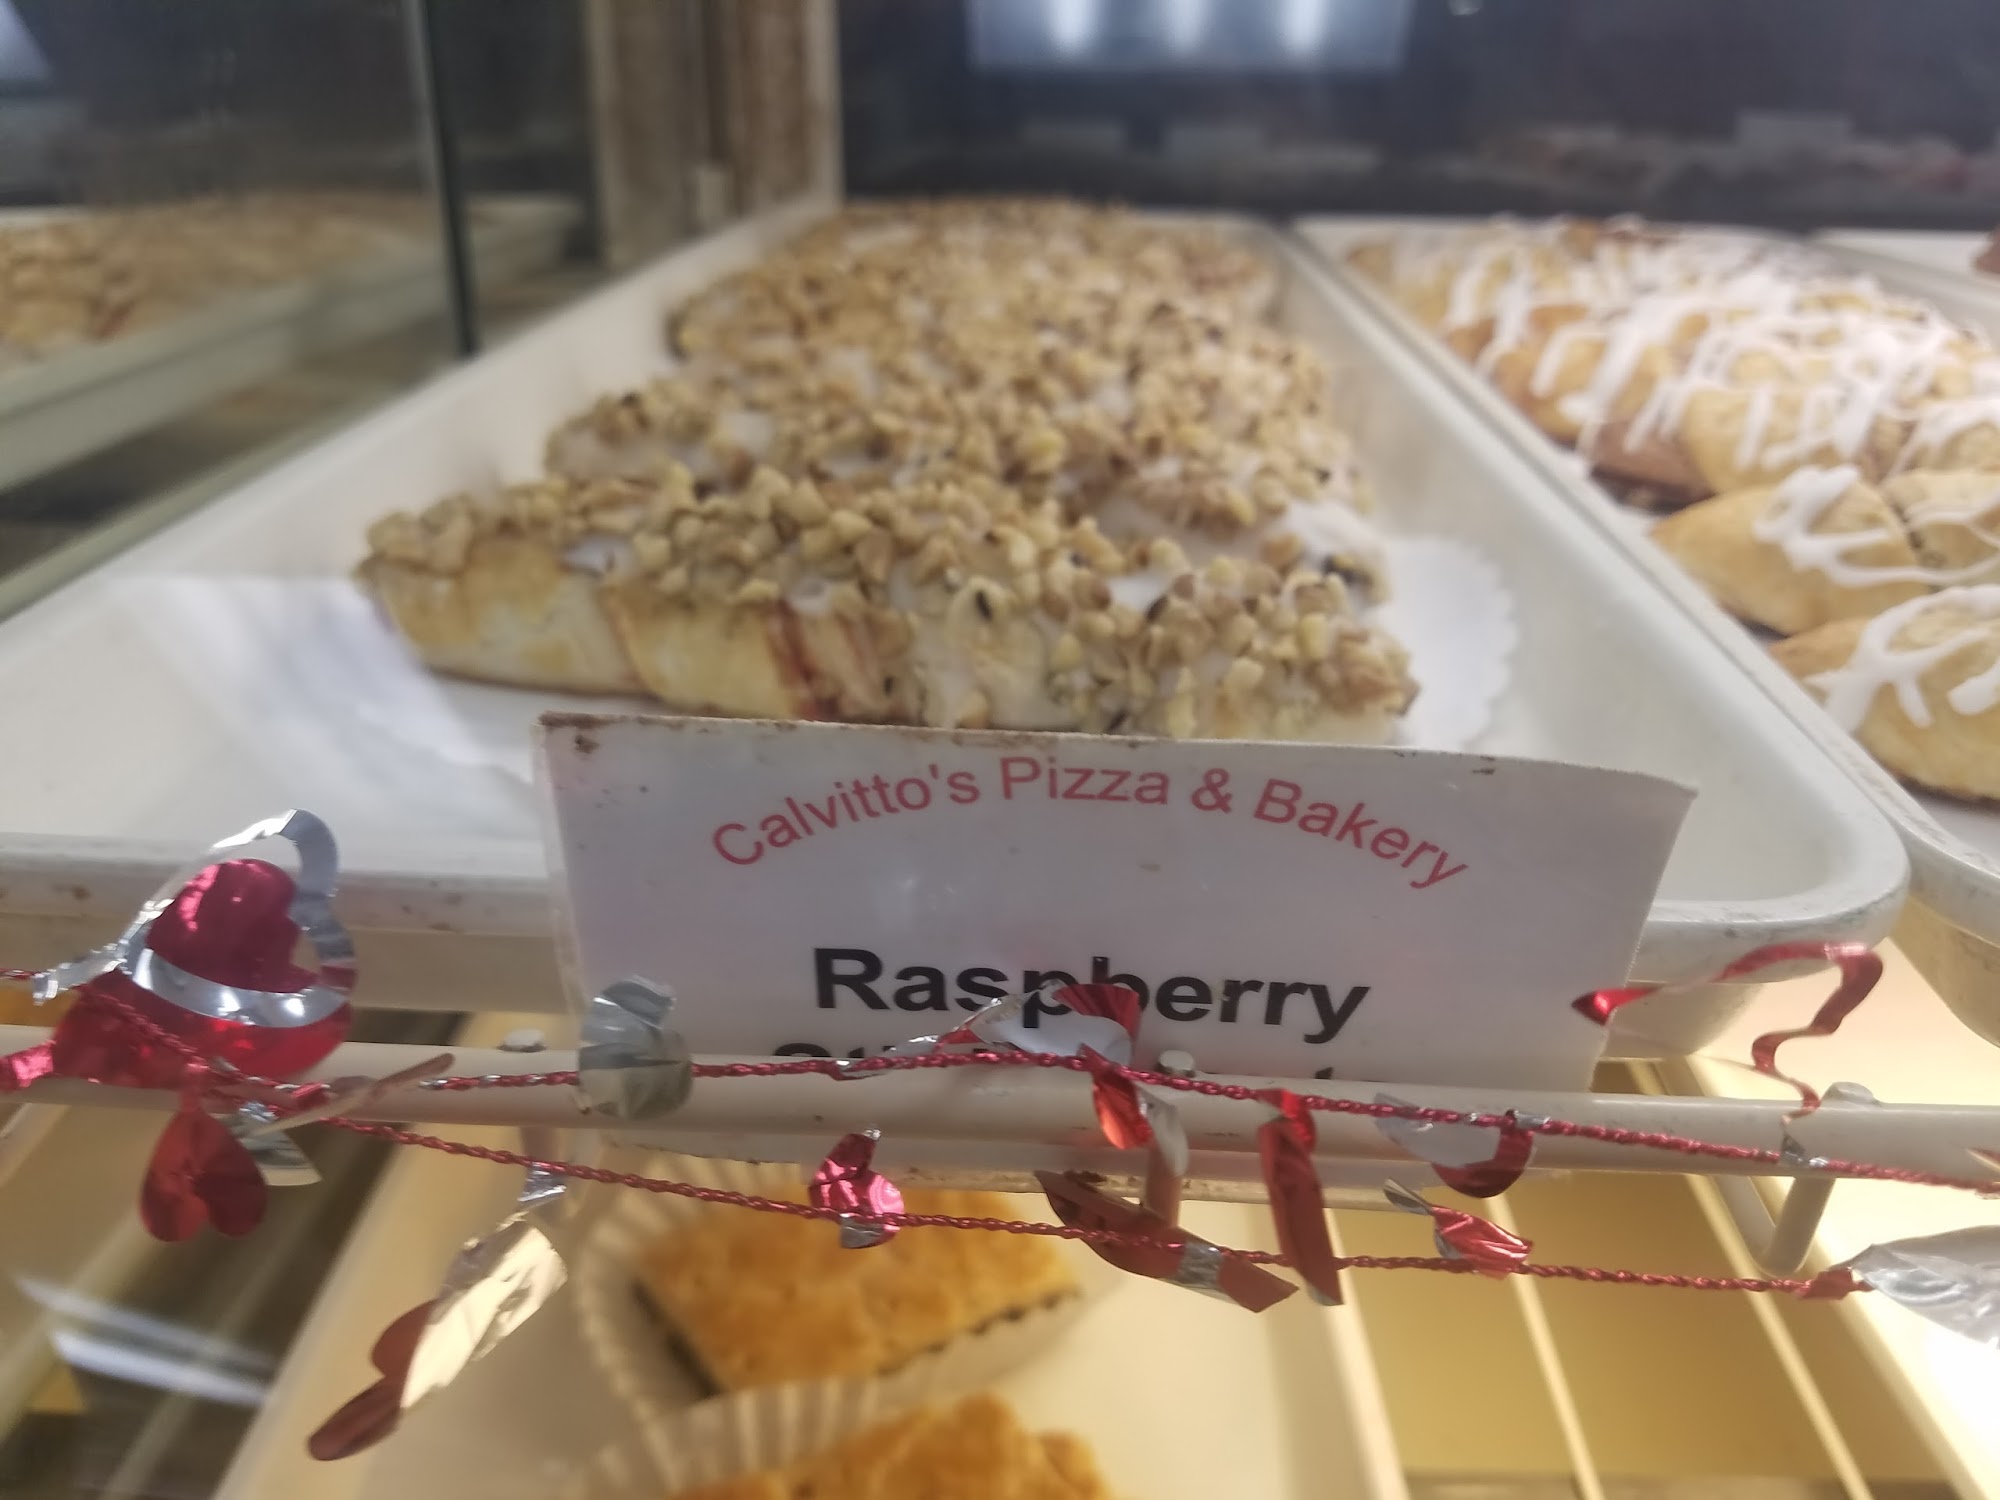 Calvitto's Pizza & Bakery
Raspberry